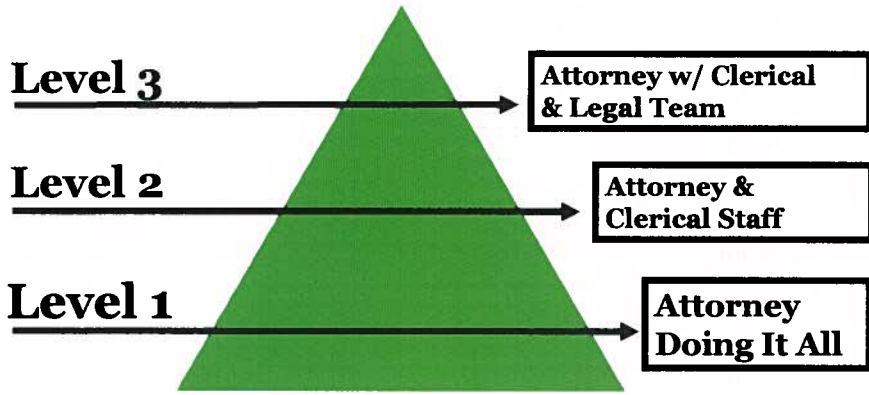 Level 3
Attorney w/ Clerical
& Legal Team
Level 2
Attorney &
Clerical Staff
Level 1
Attorney
Doing It All